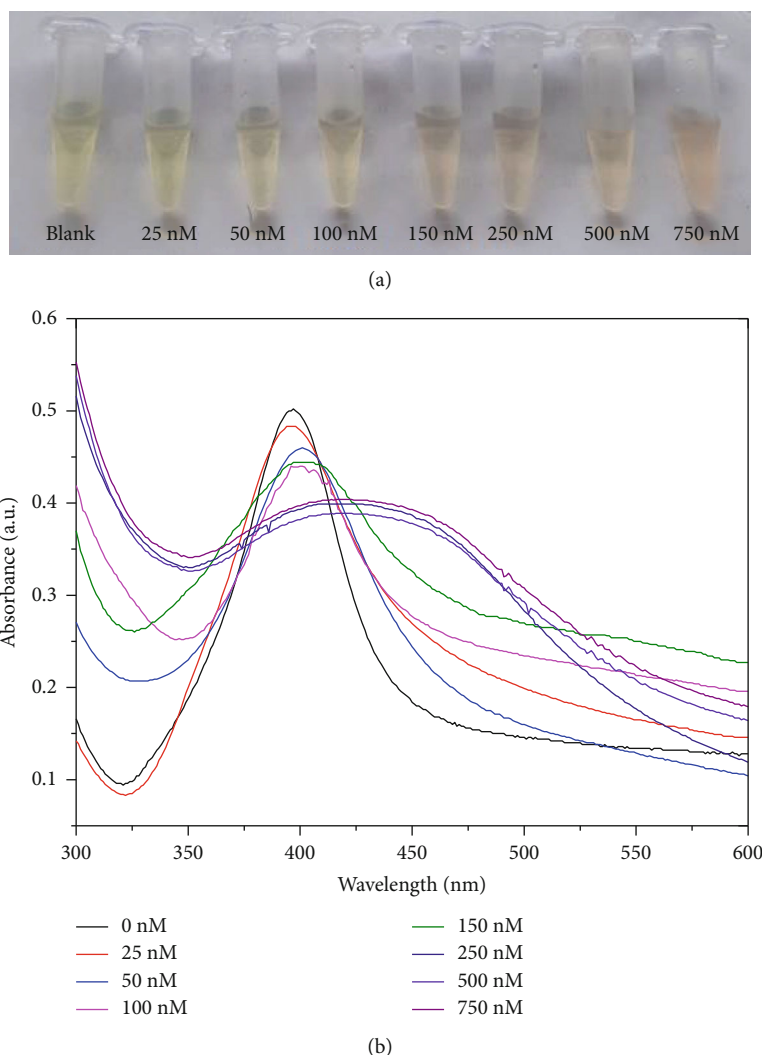 Blank 25 nM 50 nM 100 nM 150 nM 250 nM 500 nM 750 nM
(a)
0.6
0.5
0.4
0.3
0.2
0.1
Absorbance (a.u.)
300 350 400 450 500 550 600
Wavelength (nm)
0 nM 150 nM
25 nM 250 nM
50 nM 500 nM
100 nM 750 nM
(b)